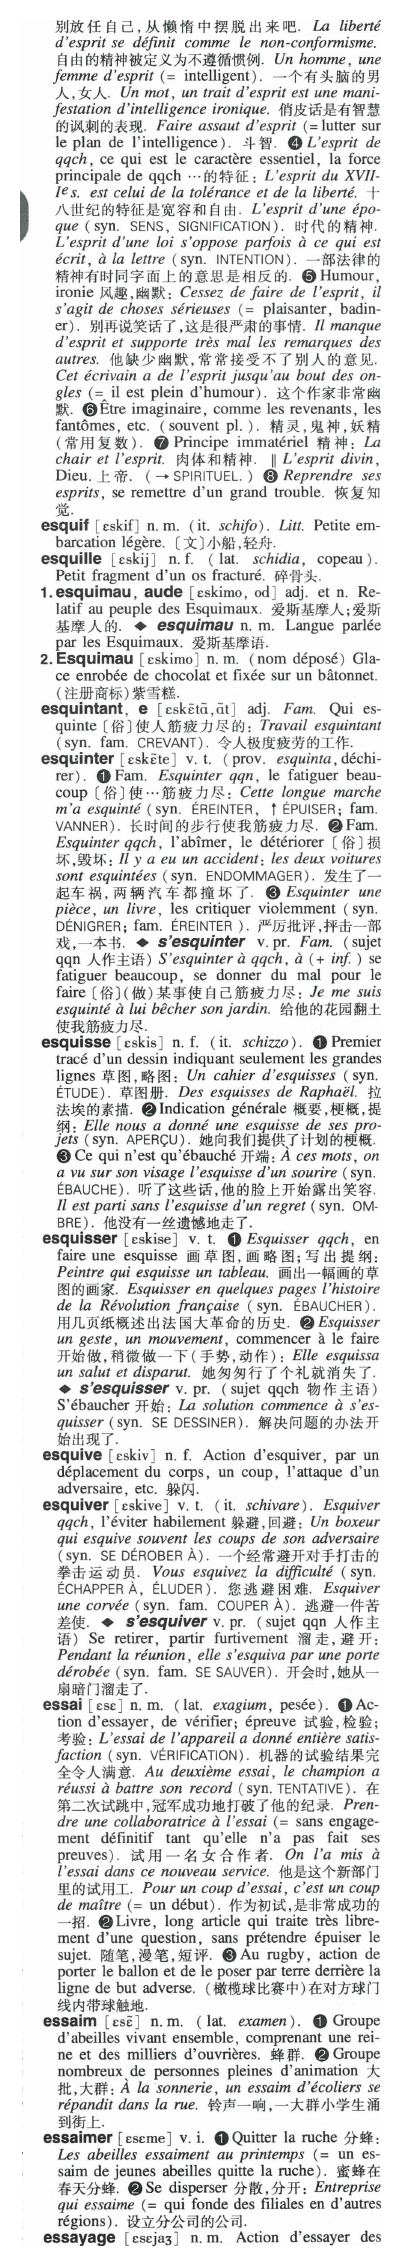 别放任自己,从懒惰中摆脱出来吧. La liberté
d'esprit se définit comme le non-conformisme.
自由的精神被定义为不遵循惯例. Un homme, une
femme d'esprit (= intelligent). 一个有头脑的男
人,女人. Un mot, un trait d'esprit est une mani-
festation d'intelligence ironique. 俏皮话是有智慧
的讽刺的表现. Faire assaut d'esprit (= lutter sur
le plan de l'intelligence). 斗智. ❹ L'esprit de
qqch, ce qui est le caractère essentiel, la force
principale de qqch …的特征: L'esprit du XVII-
Ie s. est celui de la tolérance et de la liberté. 十
八世纪的特征是宽容和自由. L'esprit d'une épo-
que (syn. SENS, SIGNIFICATION). 时代的精神.
L'esprit d'une loi s'oppose parfois à ce qui est
écrit, à la lettre (syn. INTENTION). 一部法律的
精神有时同字面上的意思是相反的. ❺ Humour,
ironie 风趣,幽默: Cessez de faire de l'esprit, il
s'agit de choses sérieuses (= plaisanter, badin-
er). 别再说笑话了,这是很严肃的事情. Il manque
d'esprit et supporte très mal les remarques des
autres. 他缺少幽默,常常接受不了别人的意见.
Cet écrivain a de l'esprit jusqu'au bout des on-
gles (= il est plein d'humour). 这个作家非常幽
默. ❻ Être imaginaire, comme les revenants, les
fantômes, etc. (souvent pl.). 精灵,鬼神,妖精
(常用复数). ❼ Principe immatériel 精神: La
chair et l'esprit. 肉体和精神. ‖ L'esprit divin,
Dieu. 上帝. (→ SPIRITUEL.) ❽ Reprendre ses
esprits, se remettre d'un grand trouble. 恢复知
觉.
esquif [ɛskif] n. m. (it. schifo). Litt. Petite em-
barcation légère. 〔文〕小船,轻舟.
esquille [ɛskij] n. f. (lat. schidia, copeau).
Petit fragment d'un os fracturé. 碎骨头.
1. esquimau, aude [ɛskimo, od] adj. et n. Re-
latif au peuple des Esquimaux. 爱斯基摩人;爱斯
基摩人的. ◆ esquimau n. m. Langue parlée
par les Esquimaux. 爱斯基摩语.
2. Esquimau [ɛskimo] n. m. (nom déposé) Gla-
ce enrobée de chocolat et fixée sur un bâtonnet.
(注册商标)紫雪糕.
esquintant, e [ɛskɛ̃tɑ̃, ɑ̃t] adj. Fam. Qui es-
quinte 〔俗〕使人筋疲力尽的: Travail esquintant
(syn. fam. CREVANT). 令人极度疲劳的工作.
esquinter [ɛskɛ̃te] v. t. (prov. esquinta, déchi-
rer). ❶ Fam. Esquinter qqn, le fatiguer beau-
coup 〔俗〕使…筋疲力尽: Cette longue marche
m'a esquinté (syn. ÉREINTER, ↑ ÉPUISER; fam.
VANNER). 长时间的步行使我筋疲力尽. ❷ Fam.
Esquinter qqch, l'abîmer, le détériorer 〔俗〕损
坏,毁坏: Il y a eu un accident: les deux voitures
sont esquintées (syn. ENDOMMAGER). 发生了一
起车祸,两辆汽车都撞坏了. ❸ Esquinter une
pièce, un livre, les critiquer violemment (syn.
DÉNIGRER; fam. ÉREINTER ). 严厉批评,抨击一部
戏,一本书. ◆ s'esquinter v. pr. Fam. (sujet
qqn 人作主语) S'esquinter à qqch, à (+ inf.) se
fatiguer beaucoup, se donner du mal pour le
faire 〔俗〕(做)某事使自己筋疲力尽: Je me suis
esquinté à lui bêcher son jardin. 给他的花园翻土
使我筋疲力尽.
esquisse [ɛskis] n. f. (it. schizzo). ❶ Premier
tracé d'un dessin indiquant seulement les grandes
lignes 草图,略图: Un cahier d'esquisses (syn.
ÉTUDE). 草图册. Des esquisses de Raphaël. 拉
法埃的素描. ❷ Indication générale 概要,梗概,提
纲: Elle nous a donné une esquisse de ses pro-
jets (syn. APERÇU). 她向我们提供了计划的梗概.
❸ Ce qui n'est qu'ébauché 开端: À ces mots, on
a vu sur son visage l'esquisse d'un sourire (syn.
ÉBAUCHE). 听了这些话,他的脸上开始露出笑容.
Il est parti sans l'esquisse d'un regret (syn. OM-
BRE). 他没有一丝遗憾地走了.
esquisser [ɛskise] v. t. ❶ Esquisser qqch, en
faire une esquisse 画草图,画略图;写出提纲:
Peintre qui esquisse un tableau. 画出一幅画的草
图的画家. Esquisser en quelques pages l'histoire
de la Révolution française (syn. ÉBAUCHER).
用几页纸概述出法国大革命的历史. ❷ Esquisser
un geste, un mouvement, commencer à le faire
开始做,稍微做一下(手势,动作): Elle esquissa
un salut et disparut. 她匆匆行了个礼就消失了.
◆ s'esquisser v. pr. (sujet qqch 物作主语)
S'ébaucher 开始: La solution commence à s'es-
quisser (syn. SE DESSINER). 解决问题的办法开
始出现了.
esquive [ɛskiv] n. f. Action d'esquiver, par un
déplacement du corps, un coup, l'attaque d'un
adversaire, etc. 躲闪.
esquiver [ɛskive] v. t. (it. schivare). Esquiver
qqch, l'éviter habilement 躲避,回避: Un boxeur
qui esquive souvent les coups de son adversaire
(syn. SE DÉROBER À). 一个经常避开对手打击的
拳击运动员. Vous esquivez la difficulté (syn.
ÉCHAPPER À, ÉLUDER). 您逃避困难. Esquiver
une corvée (syn. fam. COUPER À). 逃避一件苦
差使. ◆ s'esquiver v. pr. (sujet qqn 人作主
语) Se retirer, partir furtivement 溜走,避开:
Pendant la réunion, elle s'esquiva par une porte
dérobée (syn. fam. SE SAUVER). 开会时,她从一
扇暗门溜走了.
essai [ɛsɛ] n. m. (lat. exagium, pesée). ❶ Ac-
tion d'essayer, de vérifier; épreuve 试验,检验;
考验: L'essai de l'appareil a donné entière satis-
faction (syn. VÉRIFICATION). 机器的试验结果完
全令人满意. Au deuxième essai, le champion a
réussi à battre son record (syn. TENTATIVE). 在
第二次试跳中,冠军成功地打破了他的纪录. Pren-
dre une collaboratrice à l'essai (= sans engage-
ment définitif tant qu'elle n'a pas fait ses
preuves). 试用一名女合作者. On l'a mis à
l'essai dans ce nouveau service. 他是这个新部门
里的试用工. Pour un coup d'essai, c'est un coup
de maître (= un début). 作为初试,是非常成功的
一招. ❷ Livre, long article qui traite très libre-
ment d'une question, sans prétendre épuiser le
sujet. 随笔,漫笔,短评. ❸ Au rugby, action de
porter le ballon et de le poser par terre derrière la
ligne de but adverse. (橄榄球比赛中)在对方球门
线内带球触地.
essaim [ɛsɛ̃] n. m. (lat. examen). ❶ Groupe
d'abeilles vivant ensemble, comprenant une rei-
ne et des milliers d'ouvrières. 蜂群. ❷ Groupe
nombreux de personnes pleines d'animation 大
批,大群: À la sonnerie, un essaim d'écoliers se
répandit dans la rue. 铃声一响,一大群小学生涌
到街上.
essaimer [ɛsɛme] v. i. ❶ Quitter la ruche 分蜂:
Les abeilles essaiment au printemps (= un es-
saim de jeunes abeilles quitte la ruche). 蜜蜂在
春天分蜂. ❷ Se disperser 分散,分开: Entreprise
qui essaime (= qui fonde des filiales en d'autres
régions). 设立分公司的公司.
essayage [ɛsɛjaʒ] n. m. Action d'essayer des